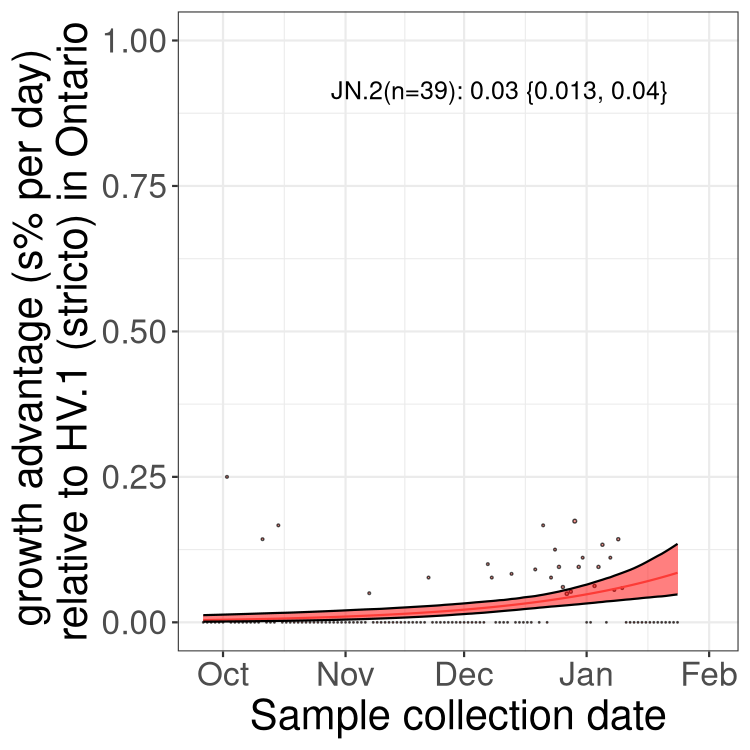 growth advantage (s% per day)
relative to HV.1 (stricto) in Ontario
1.00
0.75
0.50
0.25
0.00
JN.2(n=39): 0.03 {0.013, 0.04}
Oct Nov Dec Jan Feb
Sample collection date